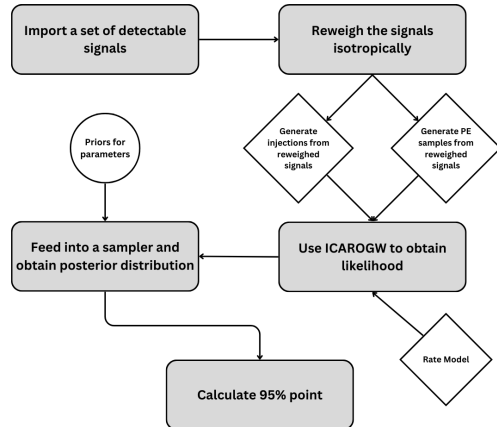 Import a set of detectable
signals
Reweigh the signals
isotropically
Priors for
parameters
Generate
injections from
reweighed
signals
Generate PE
samples from
reweighed
signals
Feed into a sampler and
obtain posterior distribution
Use ICAROGW to obtain
likelihood
Rate Model
Calculate 95% point